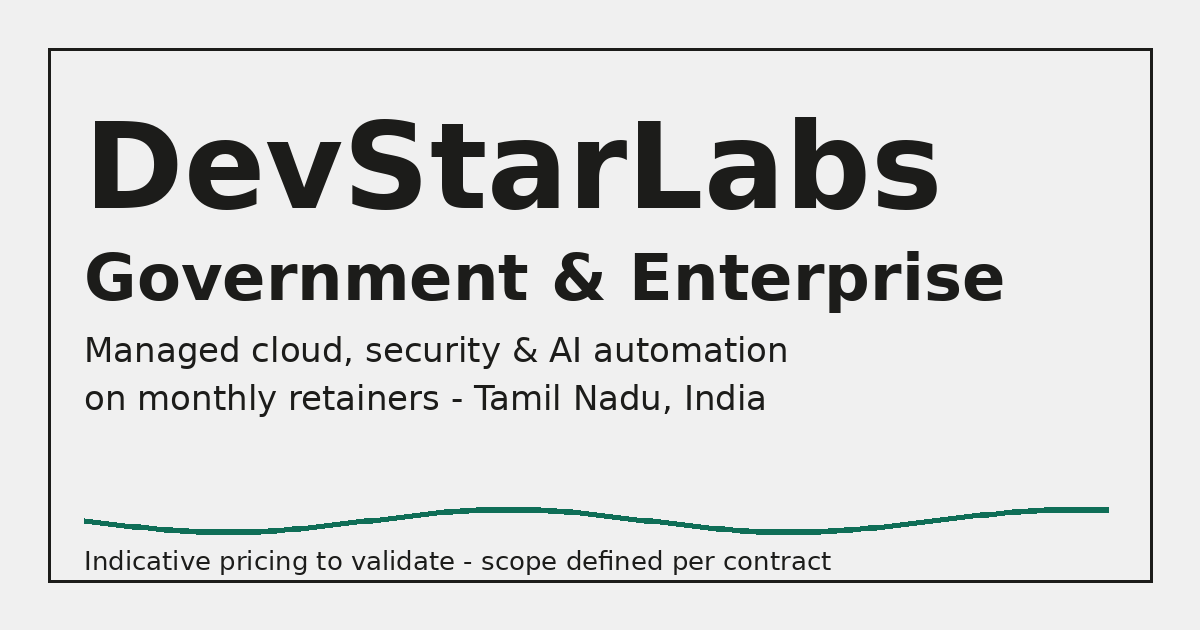 DevStarLabs
Government & Enterprise
Managed cloud, security & AI automation
on monthly retainers - Tamil Nadu, India
Indicative pricing to validate - scope defined per contract